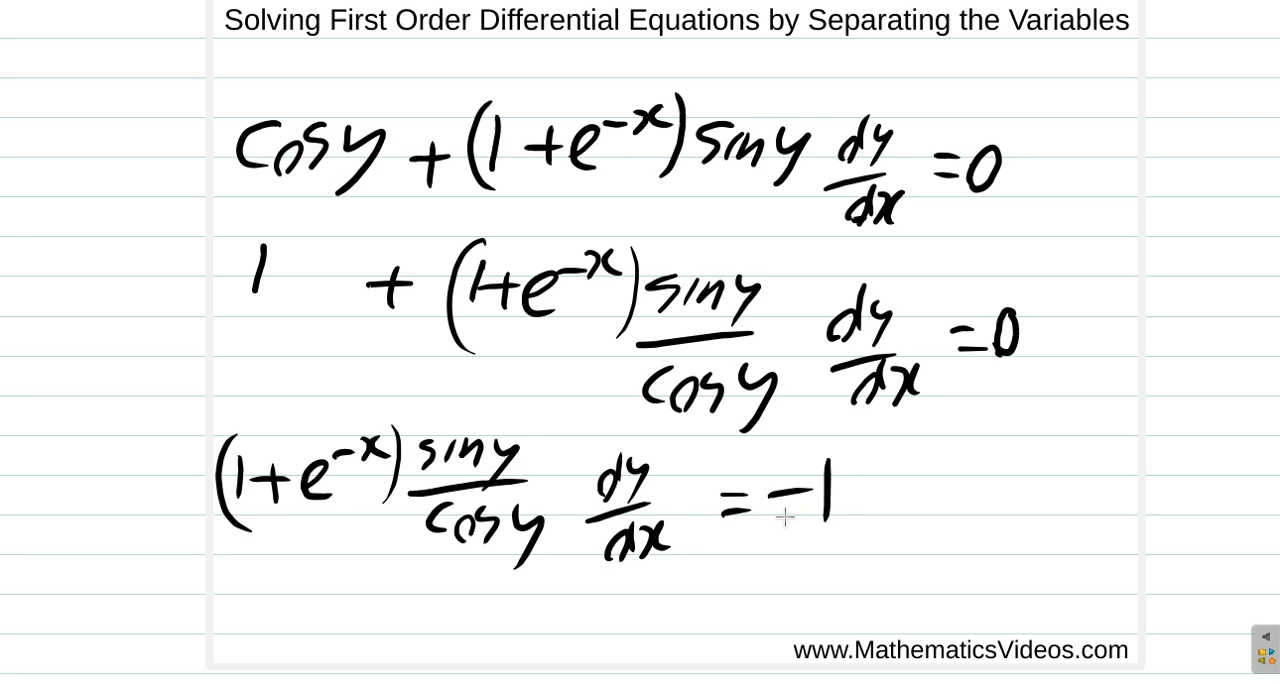 Solving First Order Differential Equations by Separating the Variables
cos y + (1 + e^{-x}) sin y dy/dx = 0
1 + (1 + e^{-x}) sin y/cos y dy/dx = 0
(1 + e^{-x}) sin y/cos y dy/dx = -1
www.MathematicsVideos.com